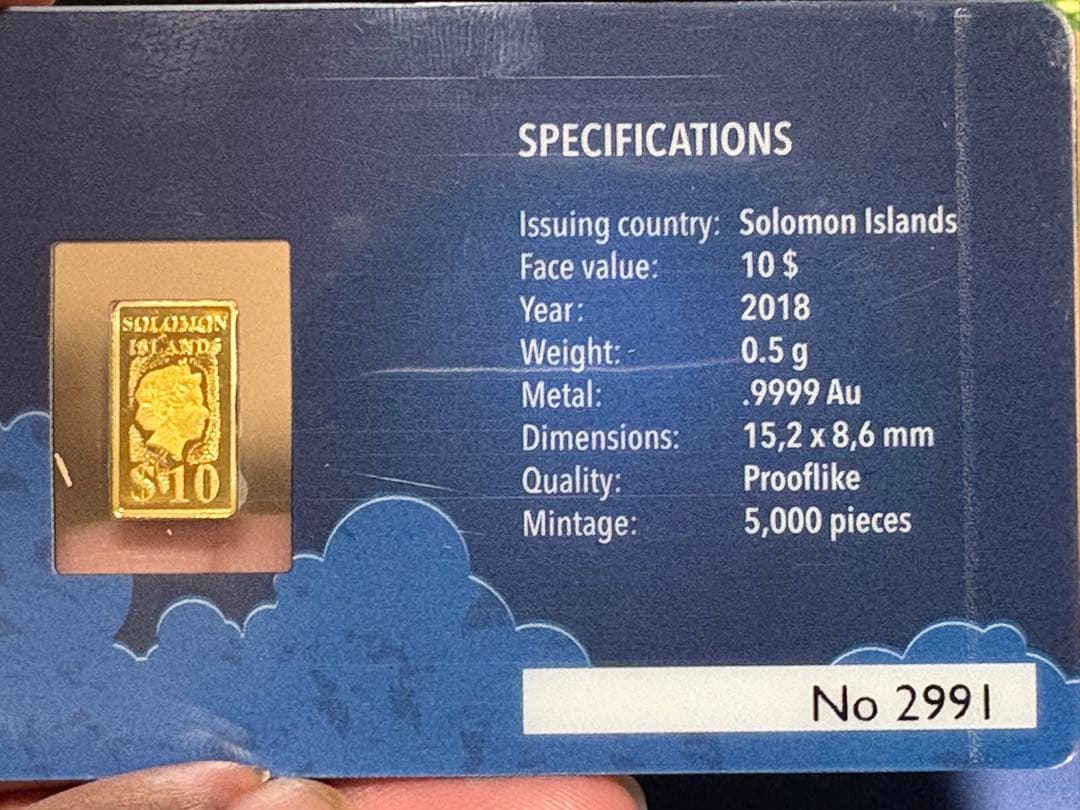 SOLOMON
ISLANDS
$10
SPECIFICATIONS
Issuing country: Solomon Islands
Face value: 10 $
Year: 2018
Weight: 0.5 g
Metal: .9999 Au
Dimensions: 15,2 x 8,6 mm
Quality: Prooflike
Mintage: 5,000 pieces
No 2991